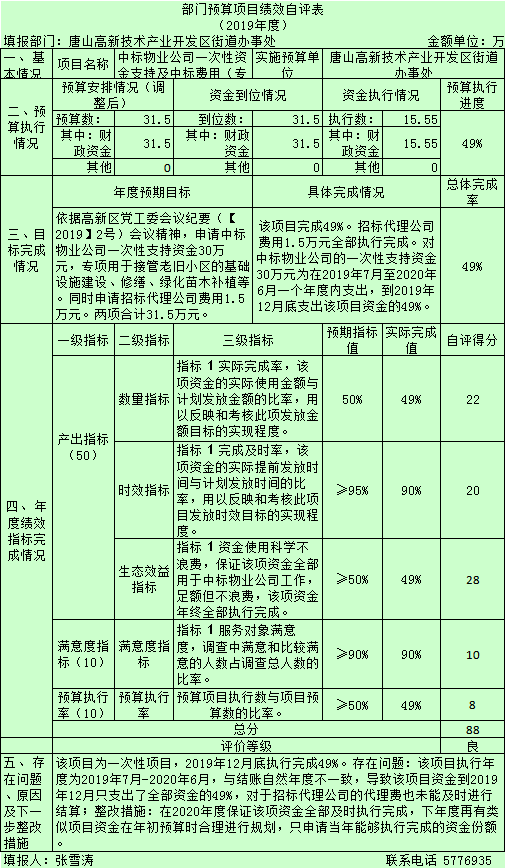 部门预算项目绩效自评表
（2019年度）
填报部门：唐山高新技术产业开发区街道办事处 金额单位：万
一、基本情况
项目名称
中标物业公司一次性资金支持及中标费用（专
实施预算单位
唐山高新技术产业开发区街道办事处
二、预算执行情况
预算安排情况（调整后）
资金到位情况
资金执行情况
预算执行进度
预算数： 31.5 到位数： 31.5 执行数： 15.55
49%
其中：财政资金 31.5 其中：财政资金 31.5 其中：财政资金 15.55
其他 0 其他 0 其他 0
三、目标完成情况
年度预期目标
具体完成情况
总体完成率
依据高新区党工委会议纪要（【
2019】2号）会议精神，申请中标
物业公司一次性支持资金30万
元，专项用于接管老旧小区的基础
设施建设、修缮、绿化苗木补植等
。同时申请招标代理公司费用1.5
万元。两项合计31.5万元。
该项目完成49%。招标代理公司
费用1.5万元全部执行完成。对
中标物业公司的一次性支持资金
30万元为在2019年7月至2020年
6月一个年度内支出，到2019年
12月底支出该项目资金的49%。
49%
四、年度绩效指标完成情况
一级指标 二级指标 三级指标 预期指标值 实际完成值 自评得分
产出指标（50）
数量指标
指标1实际完成率，该
项资金的实际使用金额与
计划发放金额的比率，用
以反映和考核此项发放金
额目标的实现程度。
50% 49% 22
时效指标
指标1完成及时率，该
项资金的实际提前发放时
间与计划发放时间的比
率，用以反映和考核此项
目发放时效目标的实现程
度。
≥95% 90% 20
生态效益指标
指标1资金使用科学不
浪费，保证该项资金全部
用于中标物业公司工作，
足额但不浪费，该项资金
年终全部执行完成。
≥50% 49% 28
满意度指标（10）
满意度指标
指标1服务对象满意
度，调查中满意和比较满
意的人数占调查总人数的
比率。
≥90% 90% 10
预算执行率（10）
预算执行率
预算项目执行数与项目预
算数的比率。
≥50% 49% 8
总分 88
评价等级 良
五、存在问题、原因及下一步整改措施
该项目为一次性项目，2019年12月底执行完成49%。存在问题：该项目执行年
度为2019年7月-2020年6月，与结账自然年度不一致，导致该项目资金到2019
年12月只支出了全部资金的49%，对于招标代理公司的代理费也未能及时进行
结算；整改措施：在2020年度保证该项资金全部及时执行完成，下年度再有类
似项目资金在年初预算时合理进行规划，只申请当年能够执行完成的资金份额
。
填报人：张雪涛 联系电话 5776935